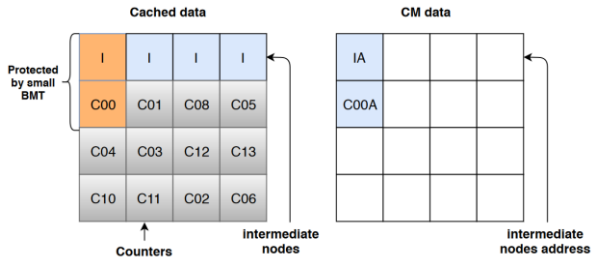 Cached data
CM data
Protected
by small
BMT
I I I I
C00 C01 C08 C05
C04 C03 C12 C13
C10 C11 C02 C06
IA
C00A
Counters
intermediate
nodes
intermediate
nodes address